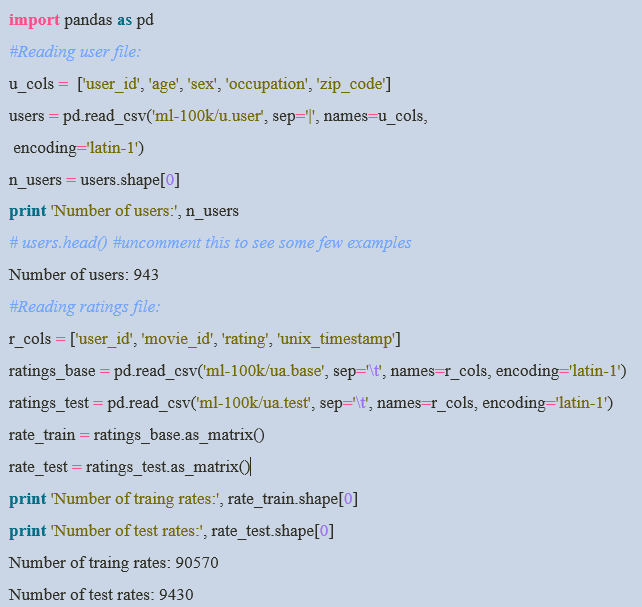 import pandas as pd
#Reading user file:
u_cols =  ['user_id', 'age', 'sex', 'occupation', 'zip_code']
users = pd.read_csv('ml-100k/u.user', sep='|', names=u_cols,
 encoding='latin-1')
n_users = users.shape[0]
print 'Number of users:', n_users
# users.head() #uncomment this to see some few examples
Number of users: 943
#Reading ratings file:
r_cols = ['user_id', 'movie_id', 'rating', 'unix_timestamp']
ratings_base = pd.read_csv('ml-100k/ua.base', sep='\t', names=r_cols, encoding='latin-1')
ratings_test = pd.read_csv('ml-100k/ua.test', sep='\t', names=r_cols, encoding='latin-1')
rate_train = ratings_base.as_matrix()
rate_test = ratings_test.as_matrix()
print 'Number of traing rates:', rate_train.shape[0]
print 'Number of test rates:', rate_test.shape[0]
Number of traing rates: 90570
Number of test rates: 9430